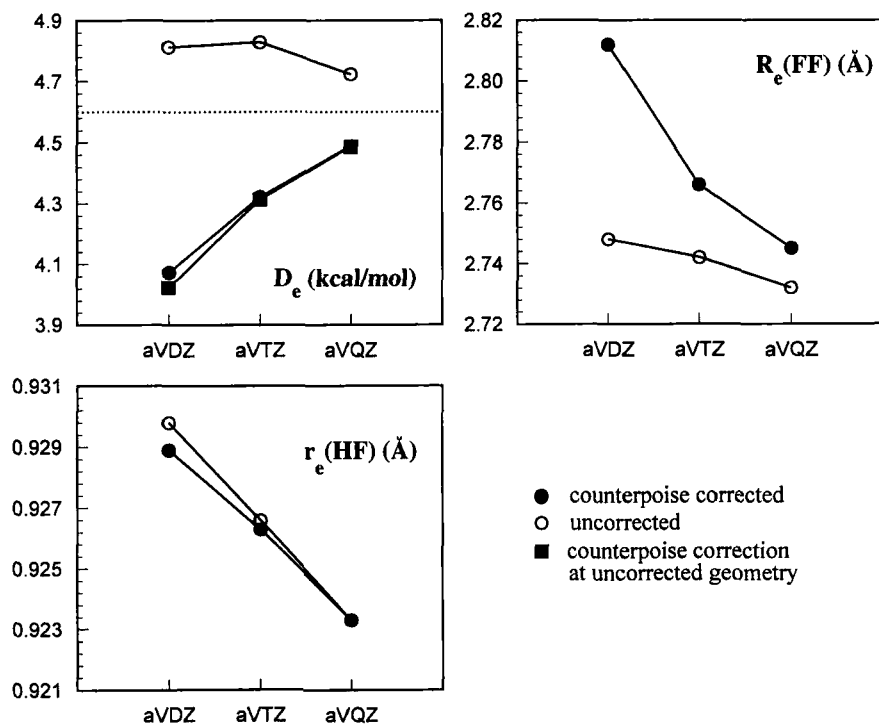 4.9
4.7
4.5
4.3
4.1
3.9
D_e (kcal/mol)
aVDZ aVTZ aVQZ
2.82
2.80
2.78
2.76
2.74
2.72
R_e(FF) (Å)
aVDZ aVTZ aVQZ
0.931
0.929
0.927
0.925
0.923
0.921
r_e(HF) (Å)
aVDZ aVTZ aVQZ
counterpoise corrected
uncorrected
counterpoise correction
at uncorrected geometry